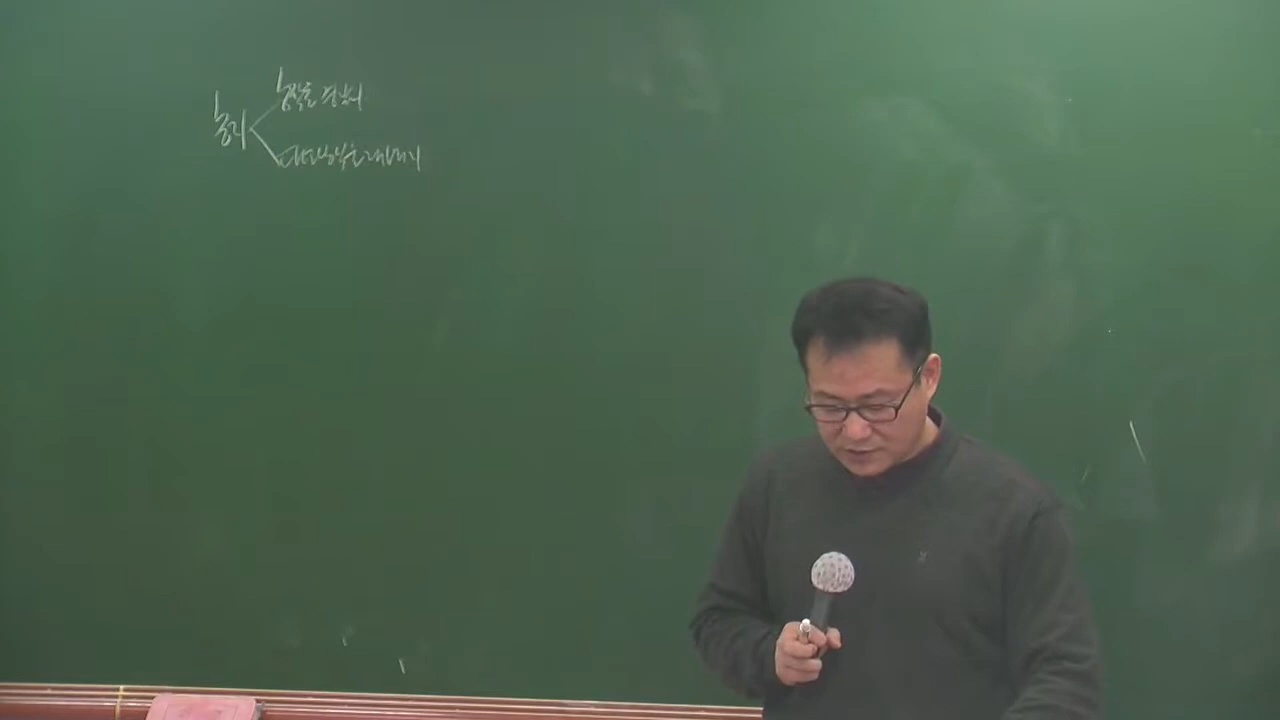 농지
농작물 경작지
다년생식물 재배지